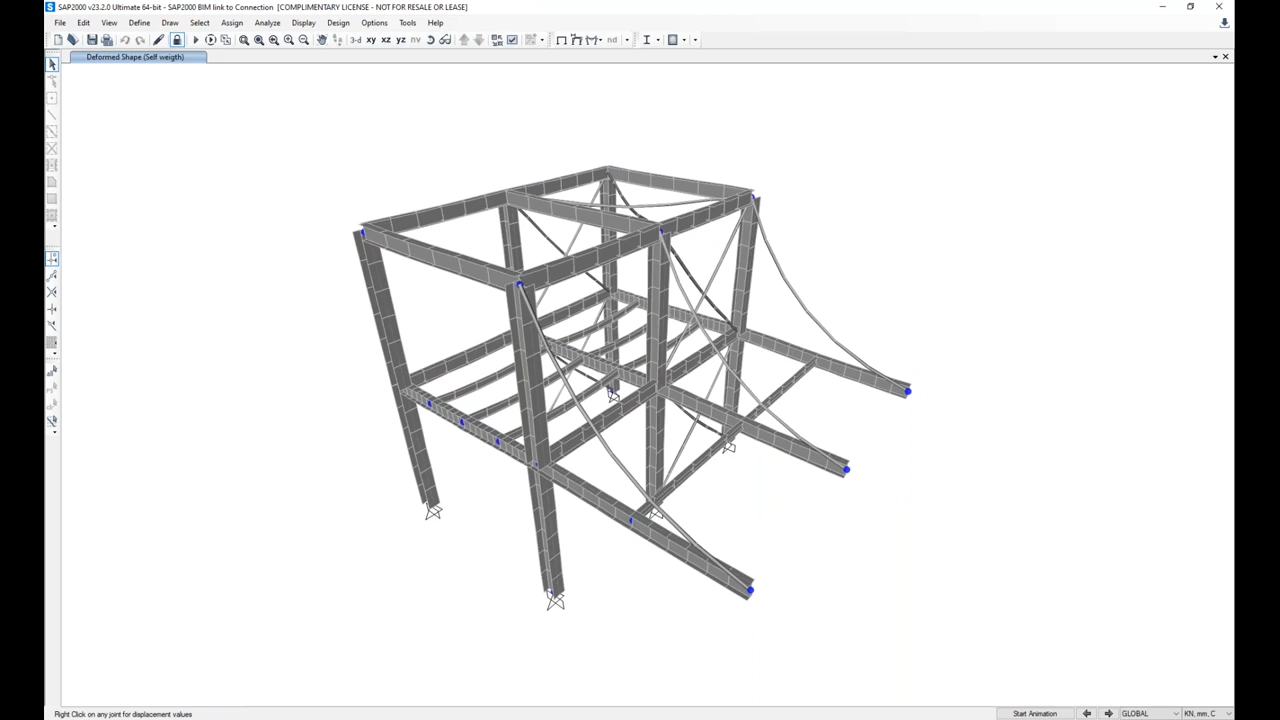 SAP2000 v23.2.0 Ultimate 64-bit - SAP2000 BIM link to Connection [COMPLIMENTARY LICENSE - NOT FOR RESALE OR LEASE]
File Edit View Define Draw Select Assign Analyze Display Design Options Tools Help
3-d xy xz yz nv nd
Deformed Shape (Self weigth)
Right Click on any joint for displacement values
Start Animation
GLOBAL
KN, mm, C